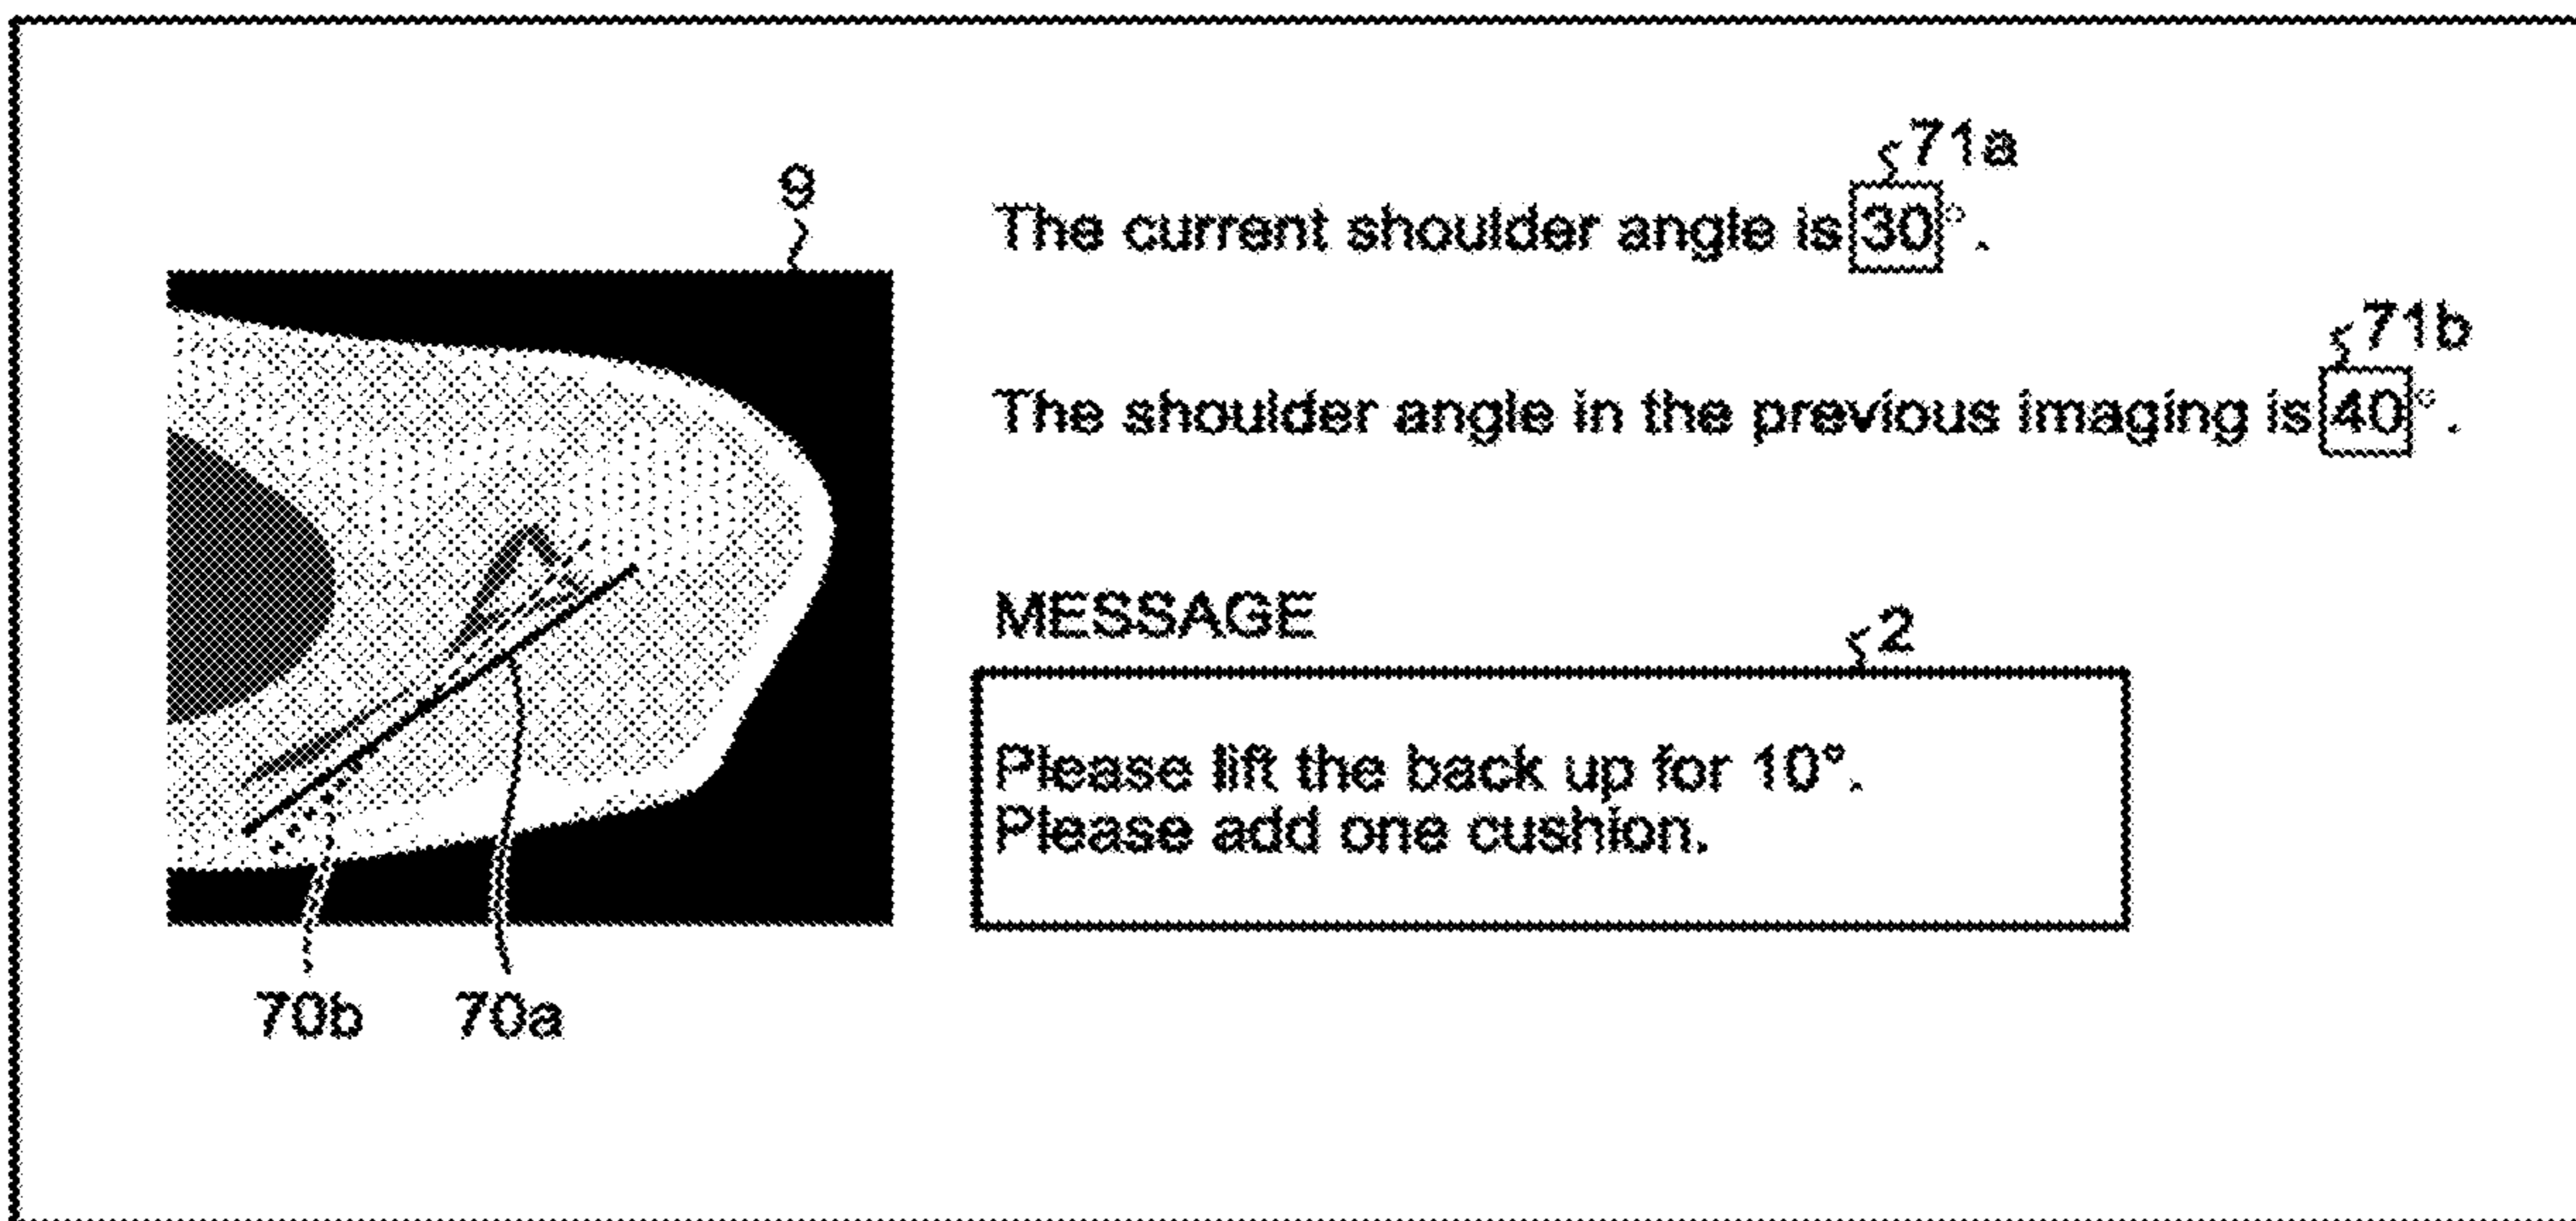 71a
9
The current shoulder angle is 30°.
71b
The shoulder angle in the previous imaging is 40°.
MESSAGE
2
Please lift the back up for 10°.
Please add one cushion.
70b 70a